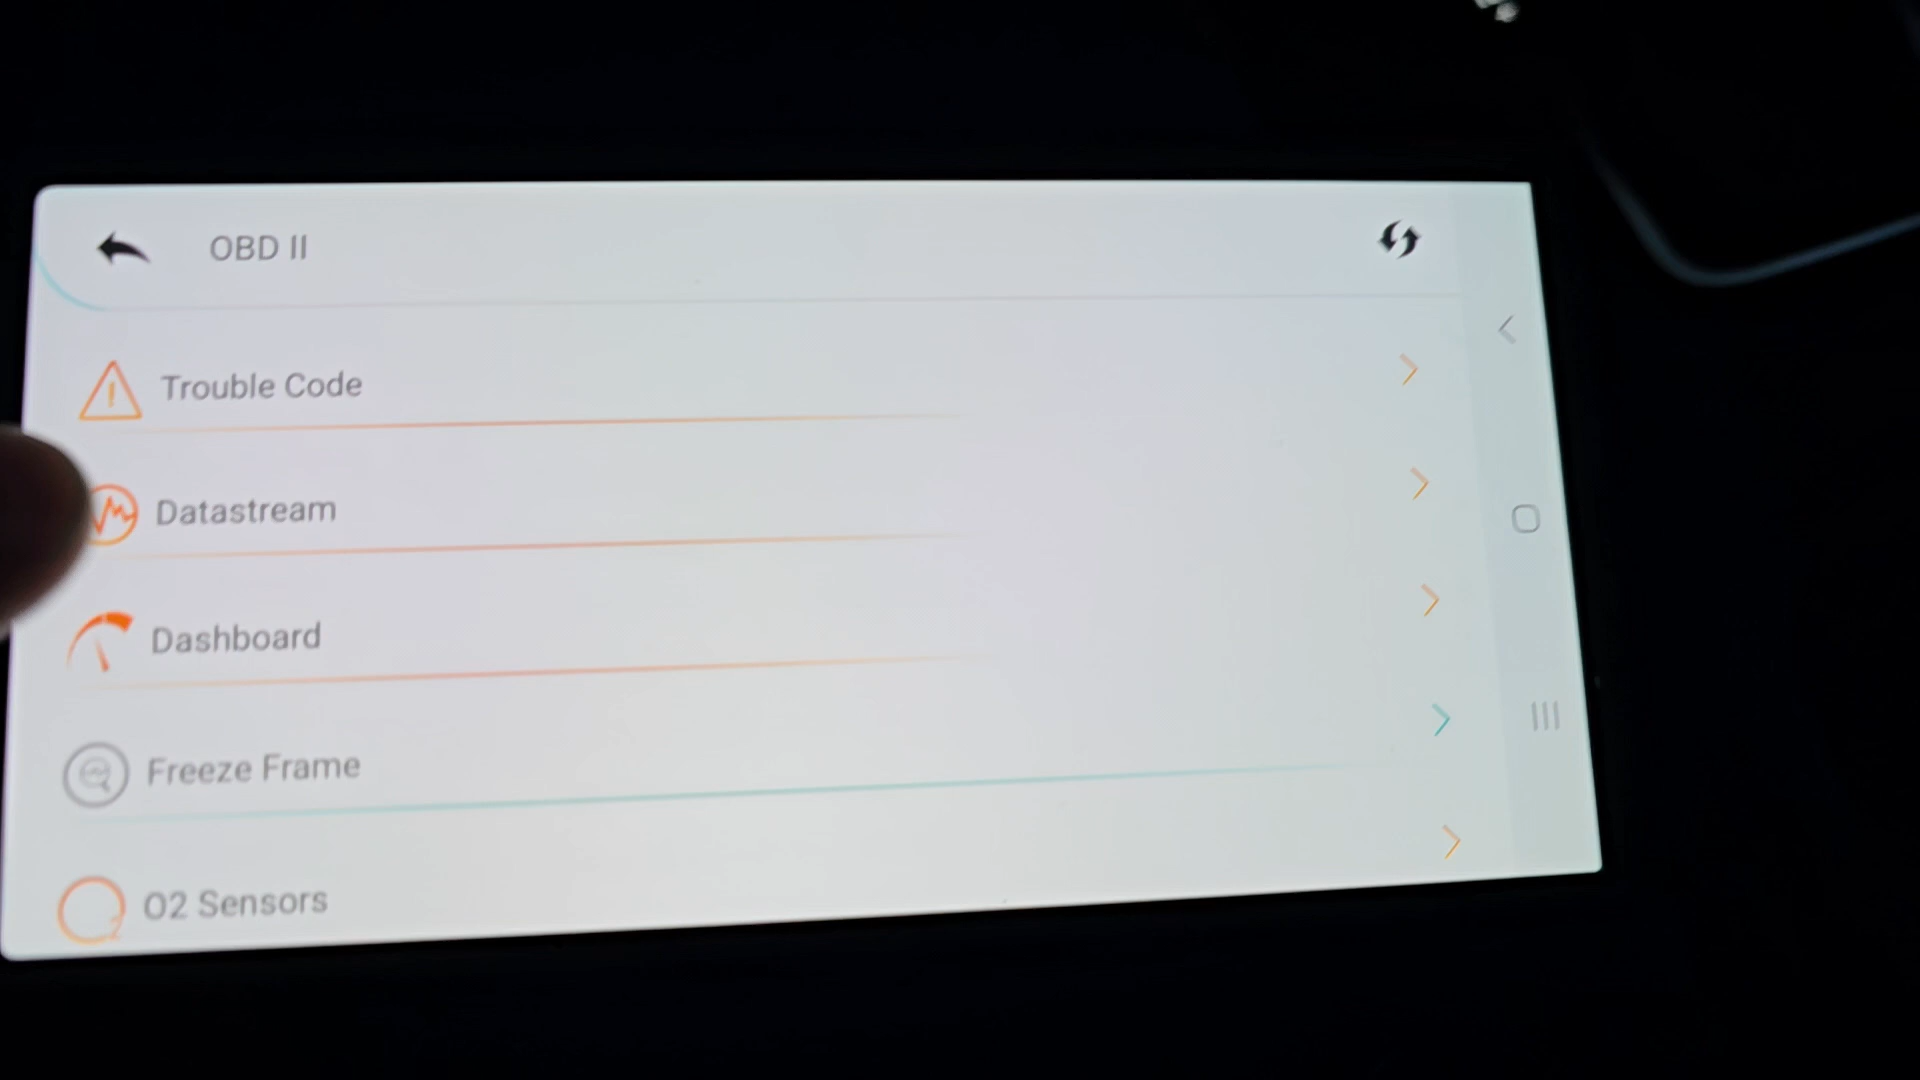 OBD II
Trouble Code
Datastream
Dashboard
Freeze Frame
O2 Sensors